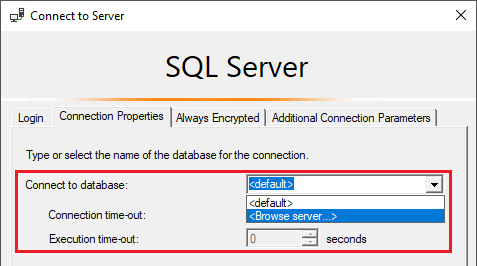 Connect to Server
SQL Server
Login Connection Properties Always Encrypted Additional Connection Parameters
Type or select the name of the database for the connection.
Connect to database: <default>
<default>
Connection time-out: <Browse server...>
Execution time-out: 0 seconds